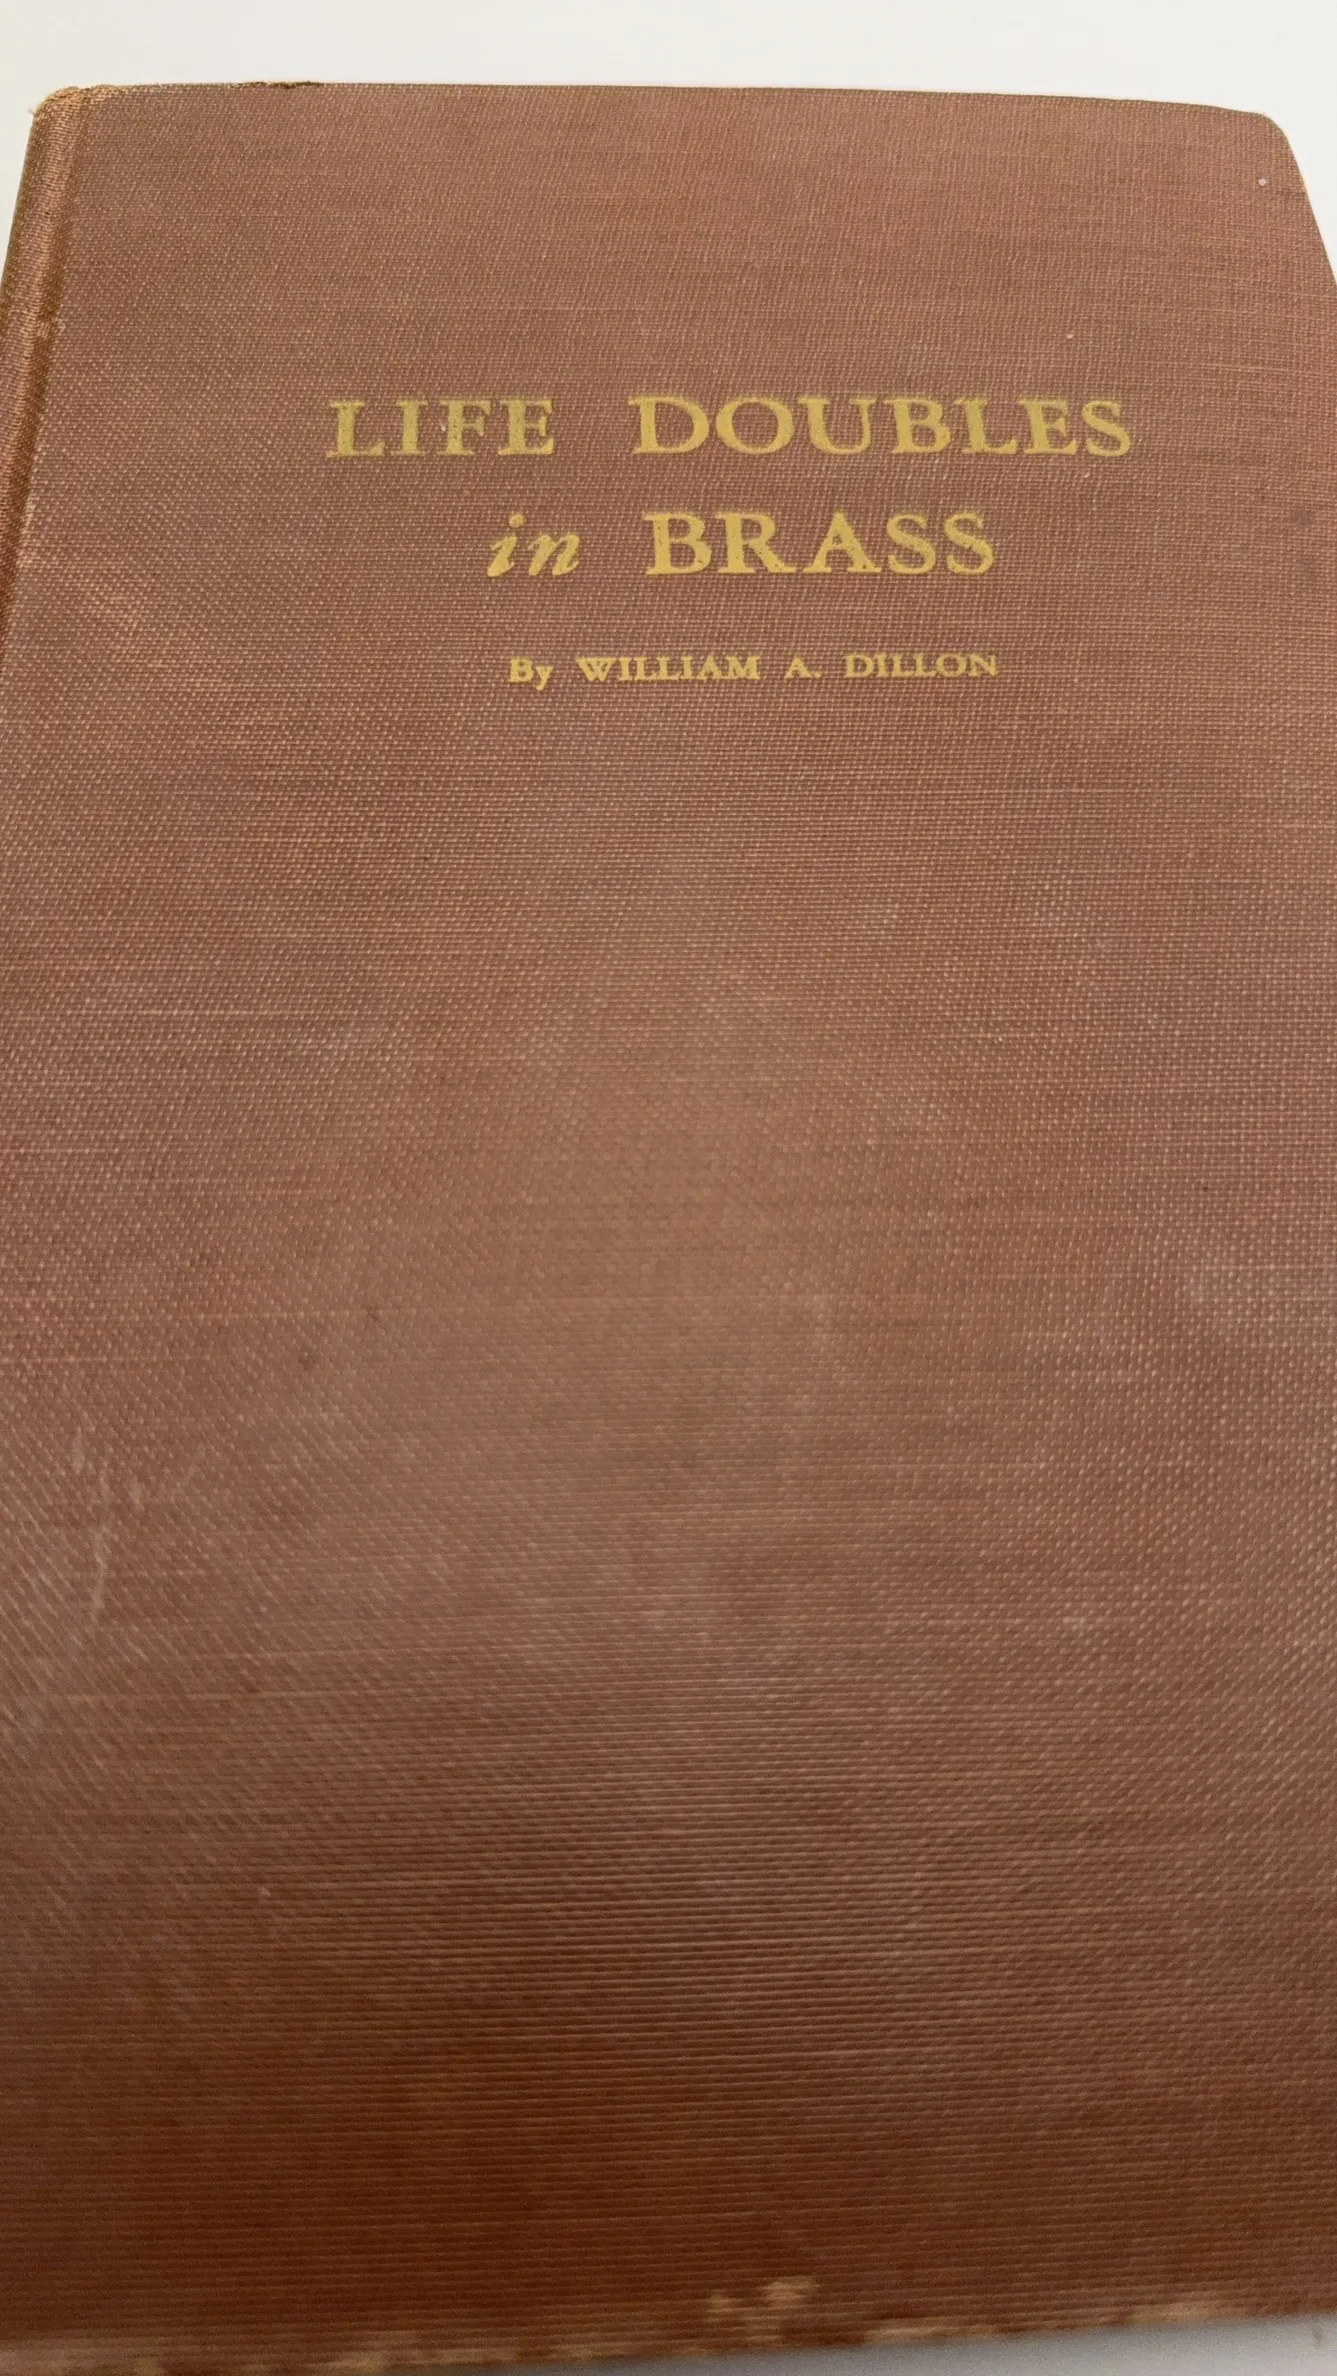 LIFE DOUBLES
in BRASS
By WILLIAM A. DILLON